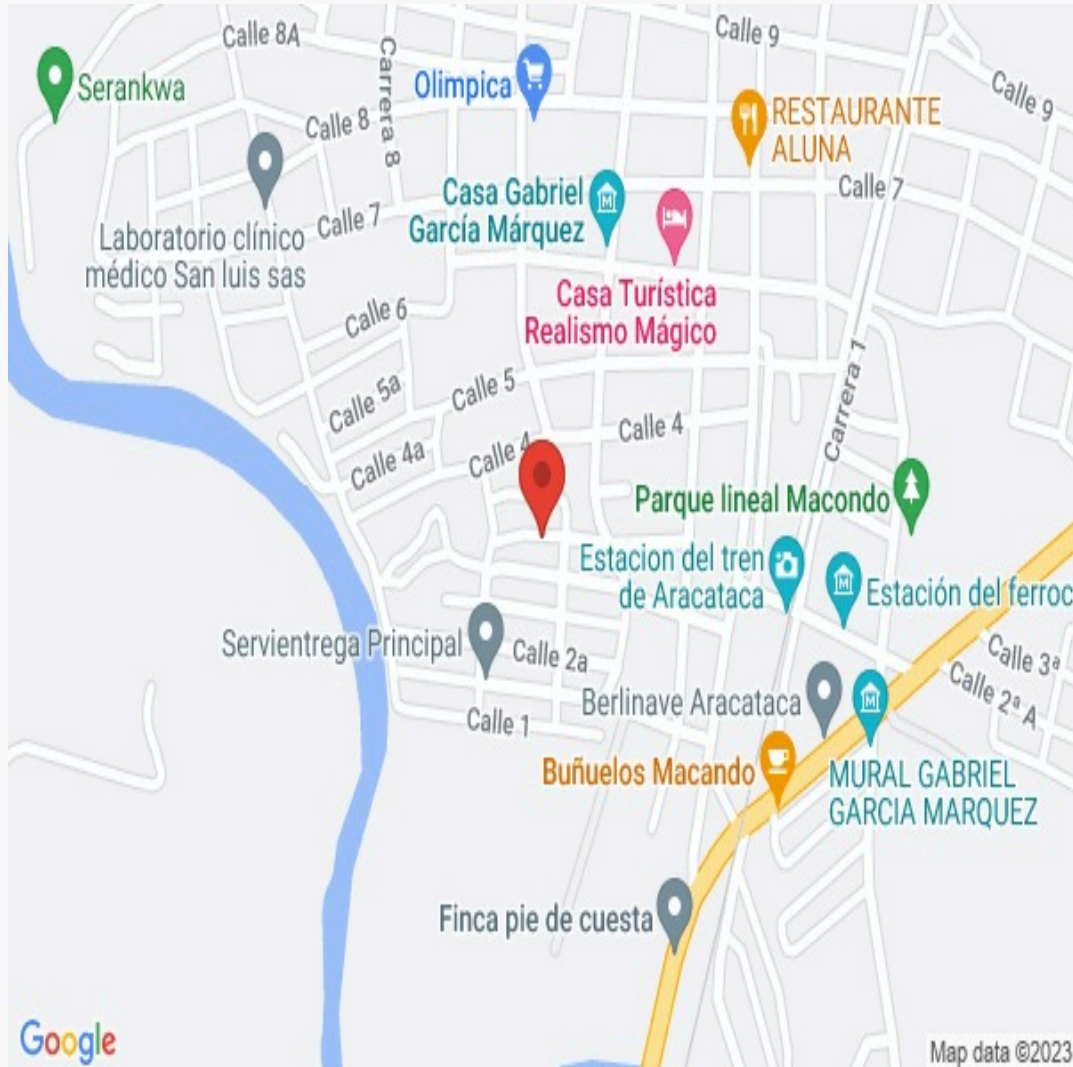 Calle 8A
Calle 9
Carrera 8
Olimpica
Serankwa
Calle 9
RESTAURANTE
ALUNA
Calle 8
Casa Gabriel
García Márquez
Calle 7
Laboratorio clínico
médico San luis sas
Calle 7
Casa Turística
Realismo Mágico
Calle 6
Calle 5
Calle 5a
Carrera 1
Calle 4
Calle 4
Calle 4a
Parque lineal Macondo
Estacion del tren
de Aracataca
Estación del ferroc
Servientrega Principal
Calle 2a
Calle 3ª
Calle 2ª A
Berlinave Aracataca
Calle 1
Buñuelos Macando
MURAL GABRIEL
GARCIA MARQUEZ
Finca pie de cuesta
Google
Map data ©2023